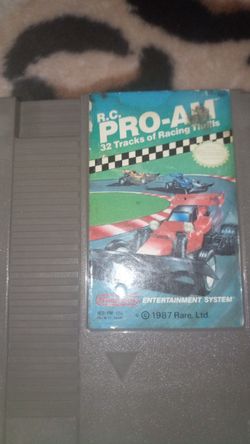 R.C.
PRO-AM
32 Tracks of Racing Thrills
ENTERTAINMENT SYSTEM
© 1987 Rare, Ltd.